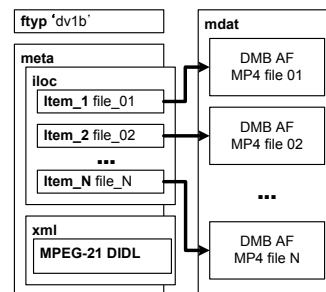 ftyp ‘dv1b’
meta
iloc
Item_1 file_01
Item_2 file_02
...
Item_N file_N
xml
MPEG-21 DIDL
mdat
DMB AF
MP4 file 01
DMB AF
MP4 file 02
...
DMB AF
MP4 file N